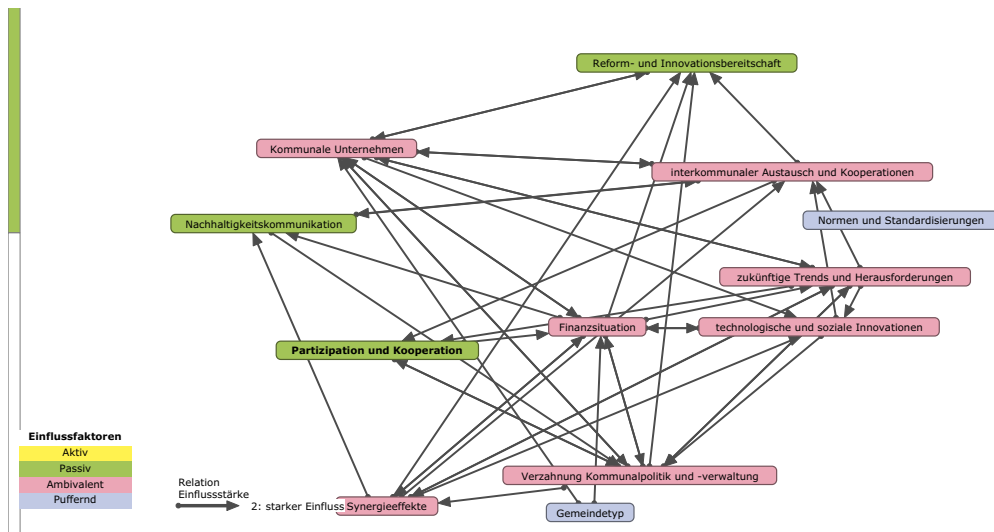 Reform- und Innovationsbereitschaft
Kommunale Unternehmen
interkommunaler Austausch und Kooperationen
Nachhaltigkeitskommunikation
Normen und Standardisierungen
zukünftige Trends und Herausforderungen
Finanzsituation
technologische und soziale Innovationen
Partizipation und Kooperation
Einflussfaktoren
Aktiv
Passiv
Ambivalent
Puffernd
Relation
Einflussstärke
2: starker Einfluss
Verzahnung Kommunalpolitik und -verwaltung
Synergieeffekte
Gemeindetyp